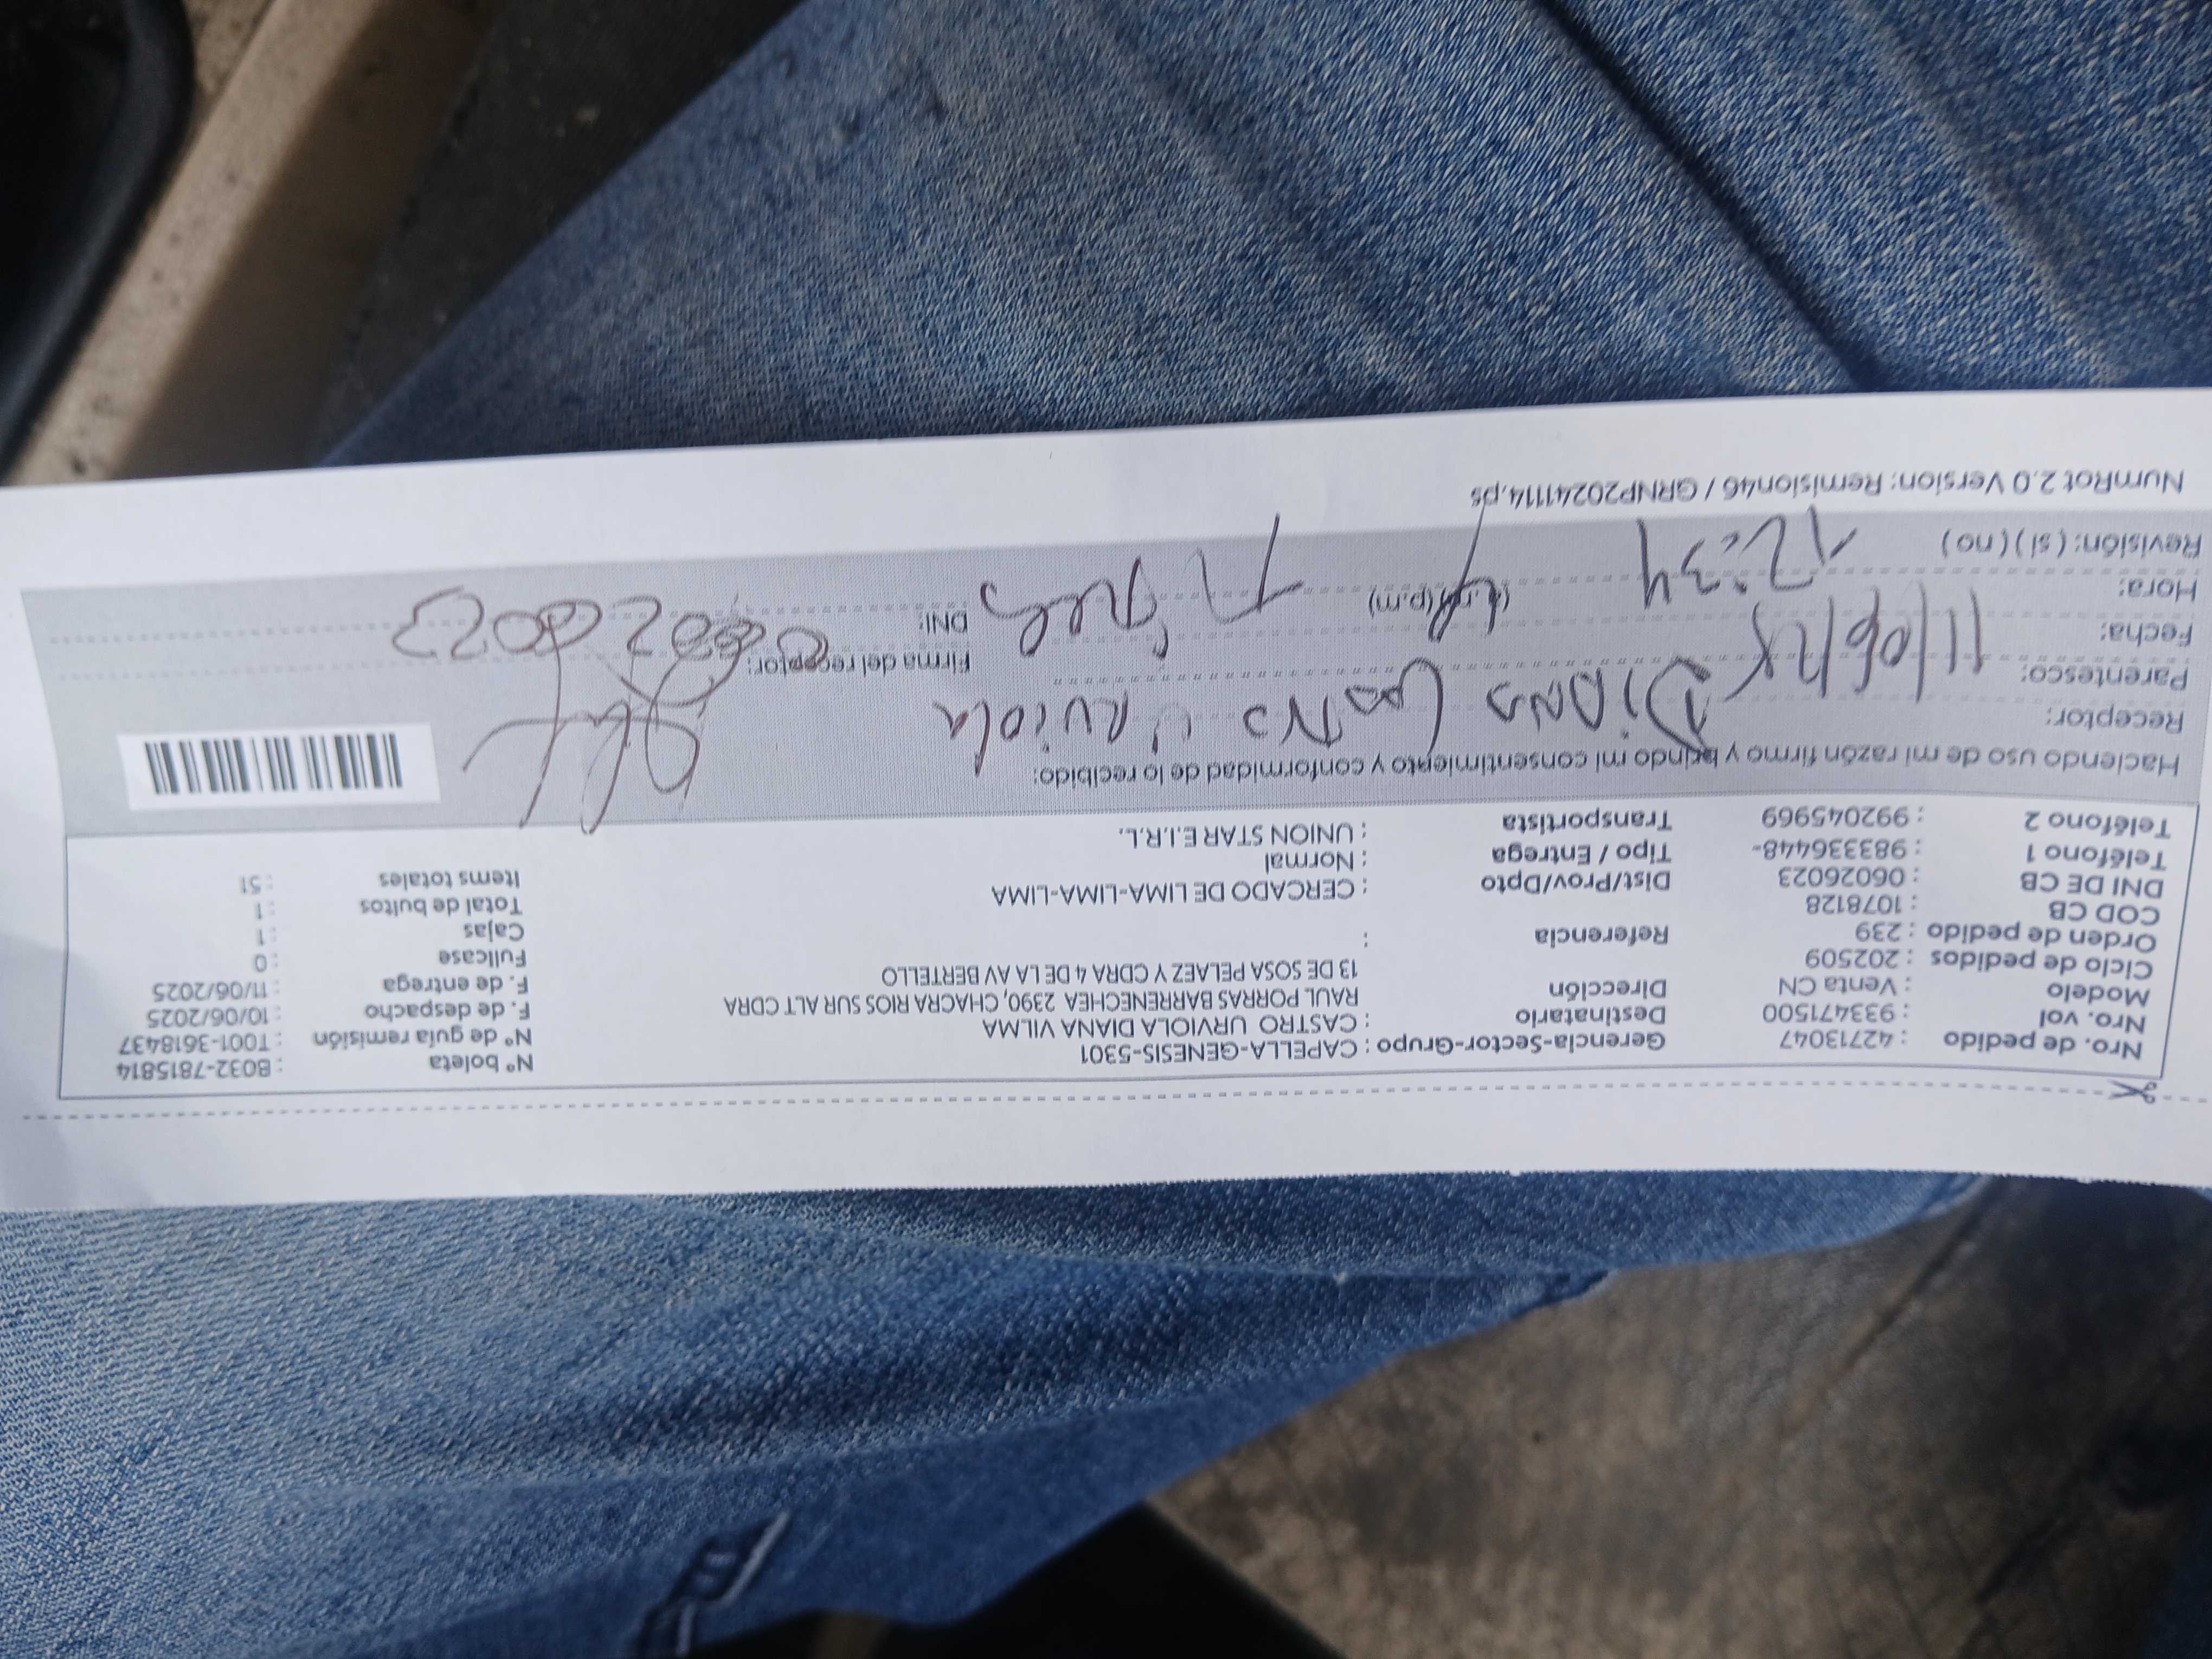 Nro. de pedido : 42713047 Gerencia-Sector-Grupo : CAPELLA-GENESIS-5301 N° boleta : B032-7815814
Nro. vol : 933471500 Destinatario : CASTRO URVIOLA DIANA VILMA N° de guía remisión : T001-3618437
Modelo : Venta CN Dirección RAUL PORRAS BARRENECHEA 2390, CHACRA RIOS SUR ALT CDRA F. de despacho : 10/06/2025
Ciclo de pedidos : 202509 13 DE SOSA PELAEZ Y CDRA 4 DE LA AV BERTELLO F. de entrega : 11/06/2025
Orden de pedido : 239 Referencia : Fullcase : 0
COD CB : 1078128 Cajas : 1
DNI DE CB : 06026023 Dist/Prov/Dpto : CERCADO DE LIMA-LIMA-LIMA Total de bultos : 1
Teléfono 1 : 983336448- Tipo / Entrega : Normal Items totales : 51
Teléfono 2 : 992045969 Transportista : UNION STAR E.I.R.L.
Haciendo uso de mi razón firmo y brindo mi consentimiento y conformidad de lo recibido:
Receptor: Diana
Parentesco: Firma del receptor:
Fecha: 11/06/25 DNI:
Hora: 12:34 (p.m)
Revisión: ( sí ) ( no )
NumRot 2.0 Version: Remision46 / GRNP20241114.ps